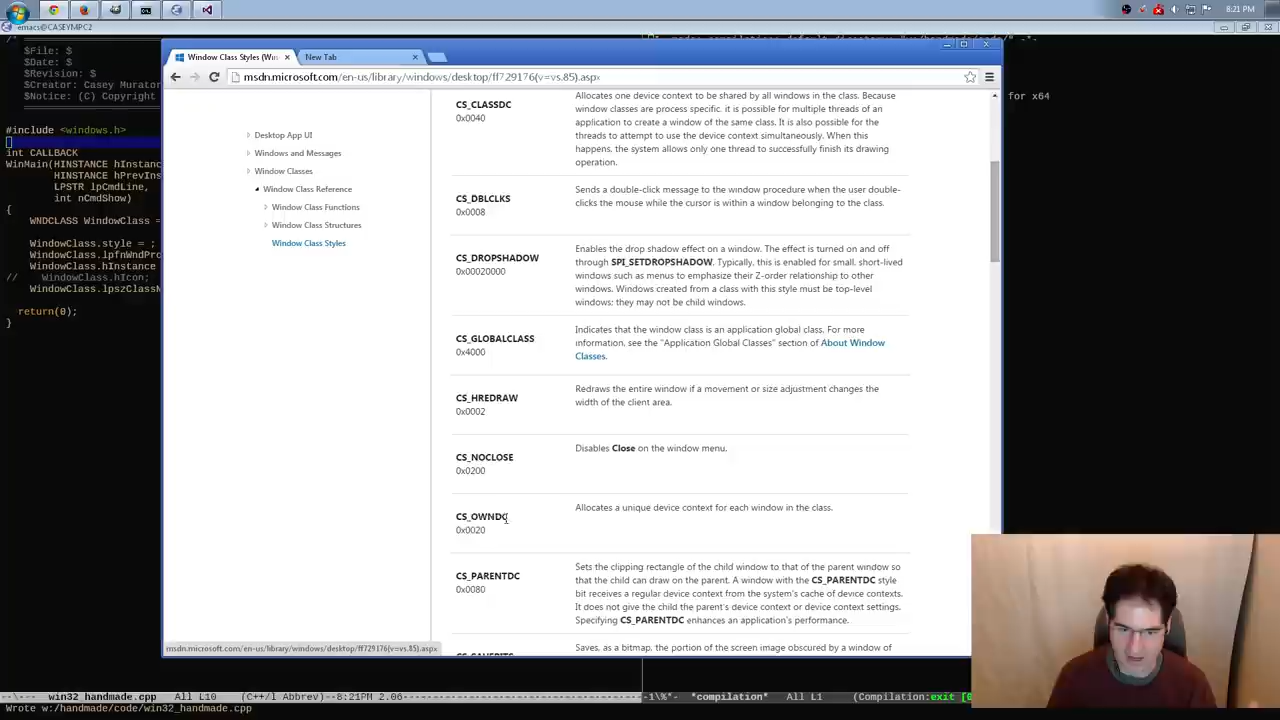 8:21 PM
emacs@CASEYMPC2
Window Class Styles (Win
New Tab
msdn.microsoft.com/en-us/library/windows/desktop/ff729176(v=vs.85).aspx
/*
$File: $
$Date: $
$Revision: $
$Creator: Casey Murator
$Notice: (C) Copyright
for x64
#include <windows.h>
int CALLBACK
WinMain(HINSTANCE hInstanc
HINSTANCE hPrevIns
LPSTR lpCmdLine,
int nCmdShow)
{
WNDCLASS WindowClass =
WindowClass.style = ;
WindowClass.lpfnWndPro
WindowClass.hInstance
// WindowClass.hIcon;
WindowClass.lpszClassN
return(0);
}
Desktop App UI
Windows and Messages
Window Classes
Window Class Reference
Window Class Functions
Window Class Structures
Window Class Styles
CS_CLASSDC
0x0040
Allocates one device context to be shared by all windows in the class. Because
window classes are process specific, it is possible for multiple threads of an
application to create a window of the same class. It is also possible for the
threads to attempt to use the device context simultaneously. When this
happens, the system allows only one thread to successfully finish its drawing
operation.
CS_DBLCLKS
0x0008
Sends a double-click message to the window procedure when the user double-
clicks the mouse while the cursor is within a window belonging to the class.
CS_DROPSHADOW
0x00020000
Enables the drop shadow effect on a window. The effect is turned on and off
through SPI_SETDROPSHADOW. Typically, this is enabled for small, short-lived
windows such as menus to emphasize their Z-order relationship to other
windows. Windows created from a class with this style must be top-level
windows; they may not be child windows.
CS_GLOBALCLASS
0x4000
Indicates that the window class is an application global class. For more
information, see the "Application Global Classes" section of About Window
Classes.
CS_HREDRAW
0x0002
Redraws the entire window if a movement or size adjustment changes the
width of the client area.
CS_NOCLOSE
0x0200
Disables Close on the window menu.
CS_OWNDC
0x0020
Allocates a unique device context for each window in the class.
CS_PARENTDC
0x0080
Sets the clipping rectangle of the child window to that of the parent window so
that the child can draw on the parent. A window with the CS_PARENTDC style
bit receives a regular device context from the system's cache of device contexts.
It does not give the child the parent's device context or device context settings.
Specifying CS_PARENTDC enhances an application's performance.
Saves, as a bitmap, the portion of the screen image obscured by a window of
msdn.microsoft.com/en-us/library/windows/desktop/ff729176(v=vs.85).aspx
-\--- win32_handmade.cpp All L10 (C++/l Abbrev)--8:21PM 2.06
-1\%*- *compilation* All L1 (Compilation:exit [0
Wrote w:/handmade/code/win32_handmade.cpp